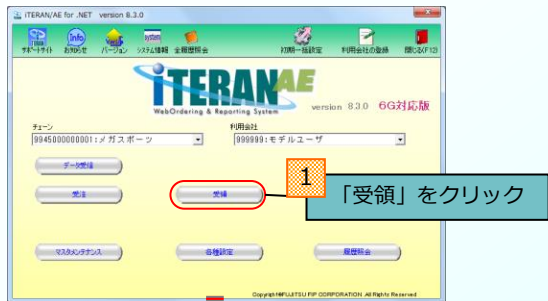 ITERAN/AE for .NET version 8.3.0
サポートサイト お知らせ バージョン システム情報 全履歴照会 初期一括設定 利用会社の登録 閉じる(F12)
ITERAN AE
WebOrdering & Reporting System
version 8.3.0 6G対応版
チェーン 利用会社
9945000000001:メガスポーツ 999999:モデルユーザ
データ受信
受注 受領
1
「受領」をクリック
マスタメンテナンス 各種設定 履歴照会
Copyright©FUJITSU FIP CORPORATION All Rights Reserved